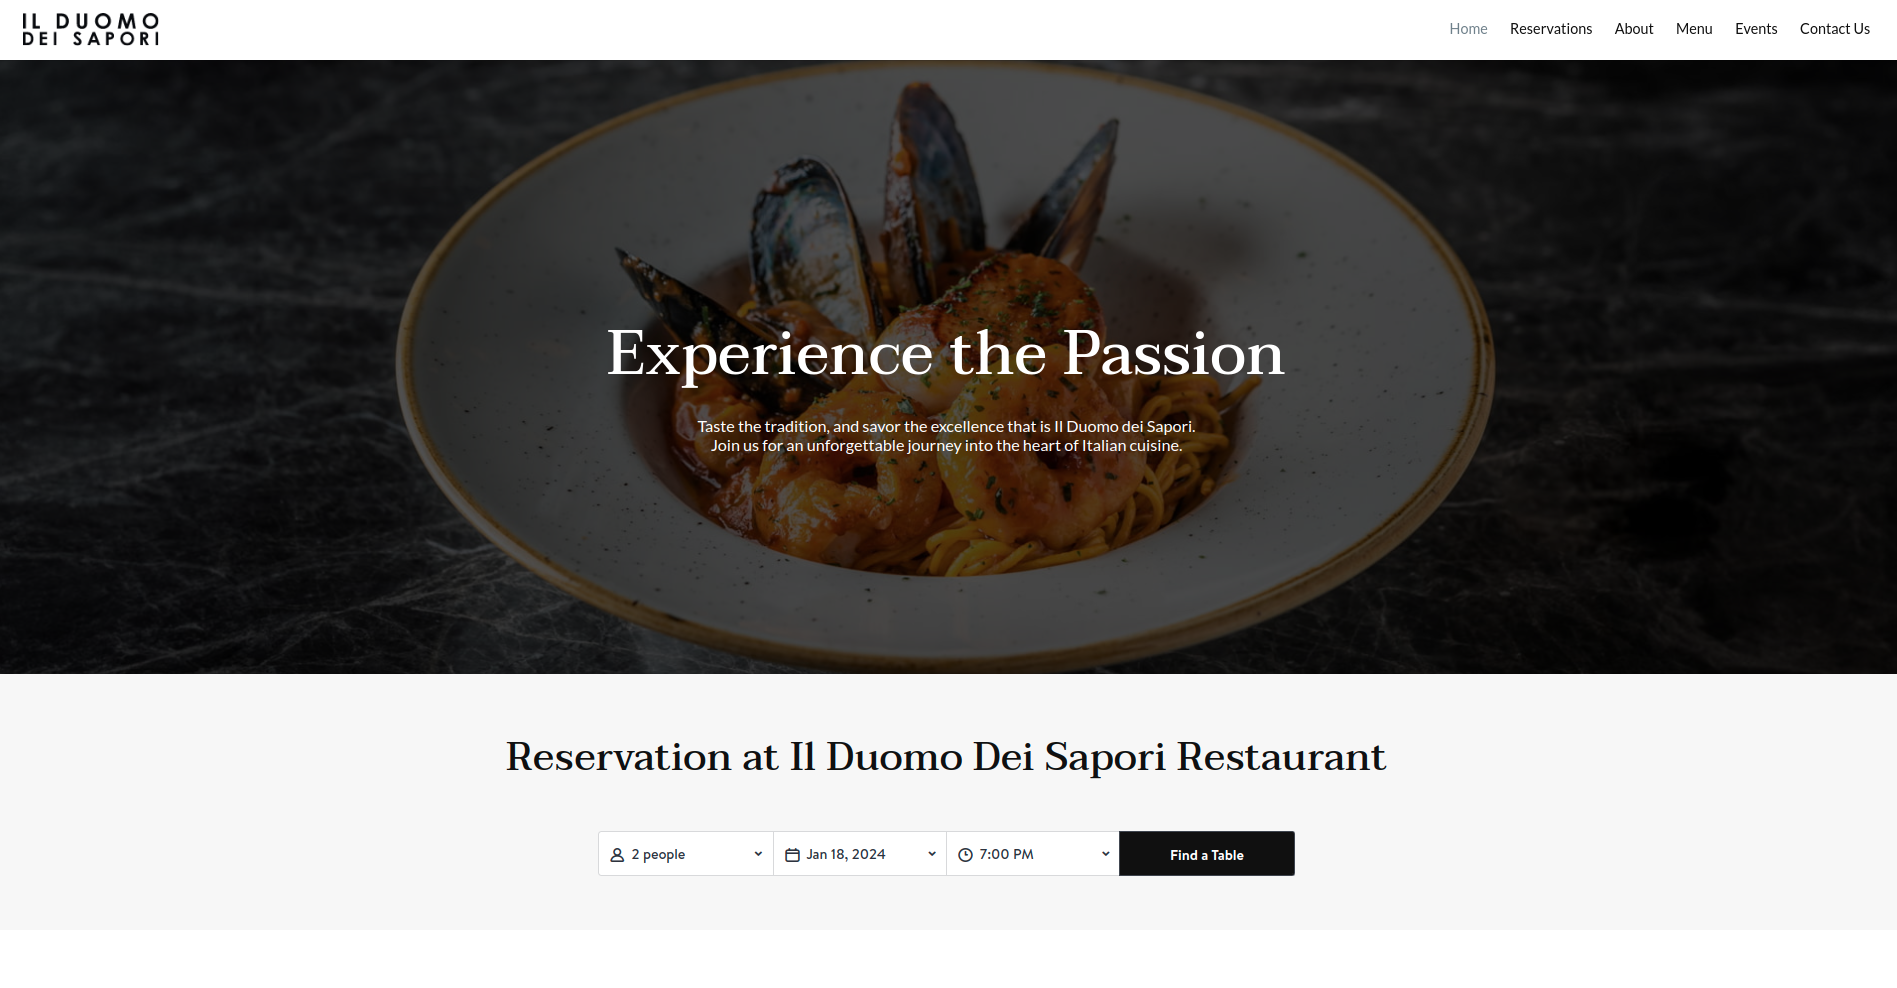 IL DUOMO
DEI SAPORI
Home Reservations About Menu Events Contact Us
Experience the Passion
Taste the tradition, and savor the excellence that is Il Duomo dei Sapori.
Join us for an unforgettable journey into the heart of Italian cuisine.
Reservation at Il Duomo Dei Sapori Restaurant
2 people Jan 18, 2024 7:00 PM Find a Table